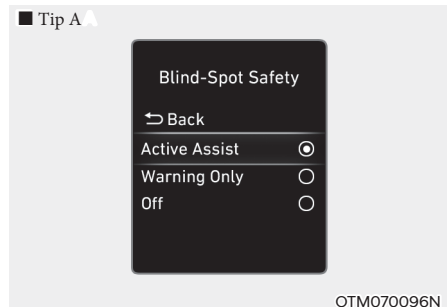 ■ Tip A
Blind-Spot Safety
Back
Active Assist
Warning Only
Off
OTM070096N